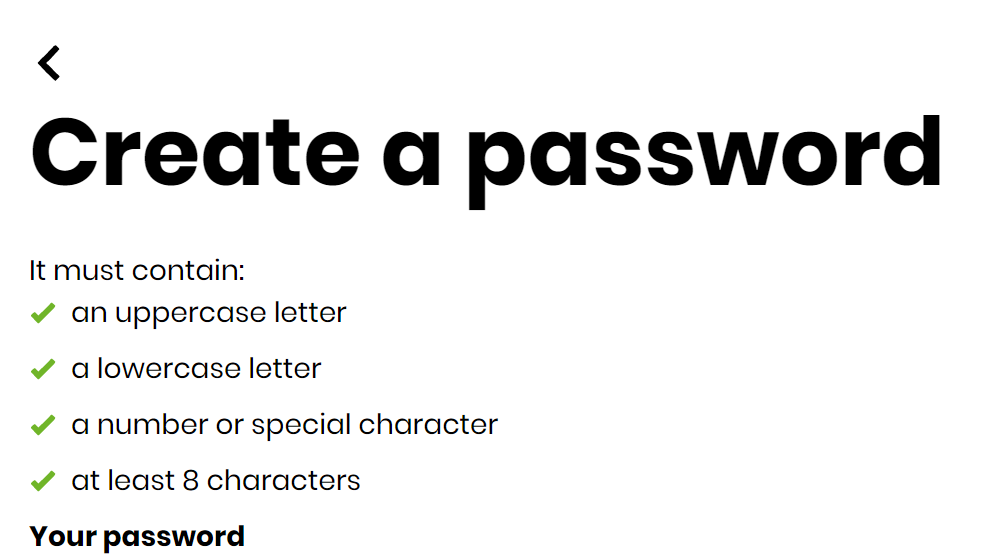 Create a password
It must contain:
an uppercase letter
a lowercase letter
a number or special character
at least 8 characters
Your password